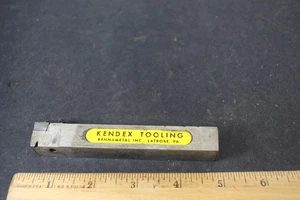 KENDEX TOOLING
KENNAMETAL INC., LATROBE, PA.
1 2 3 4 5 6